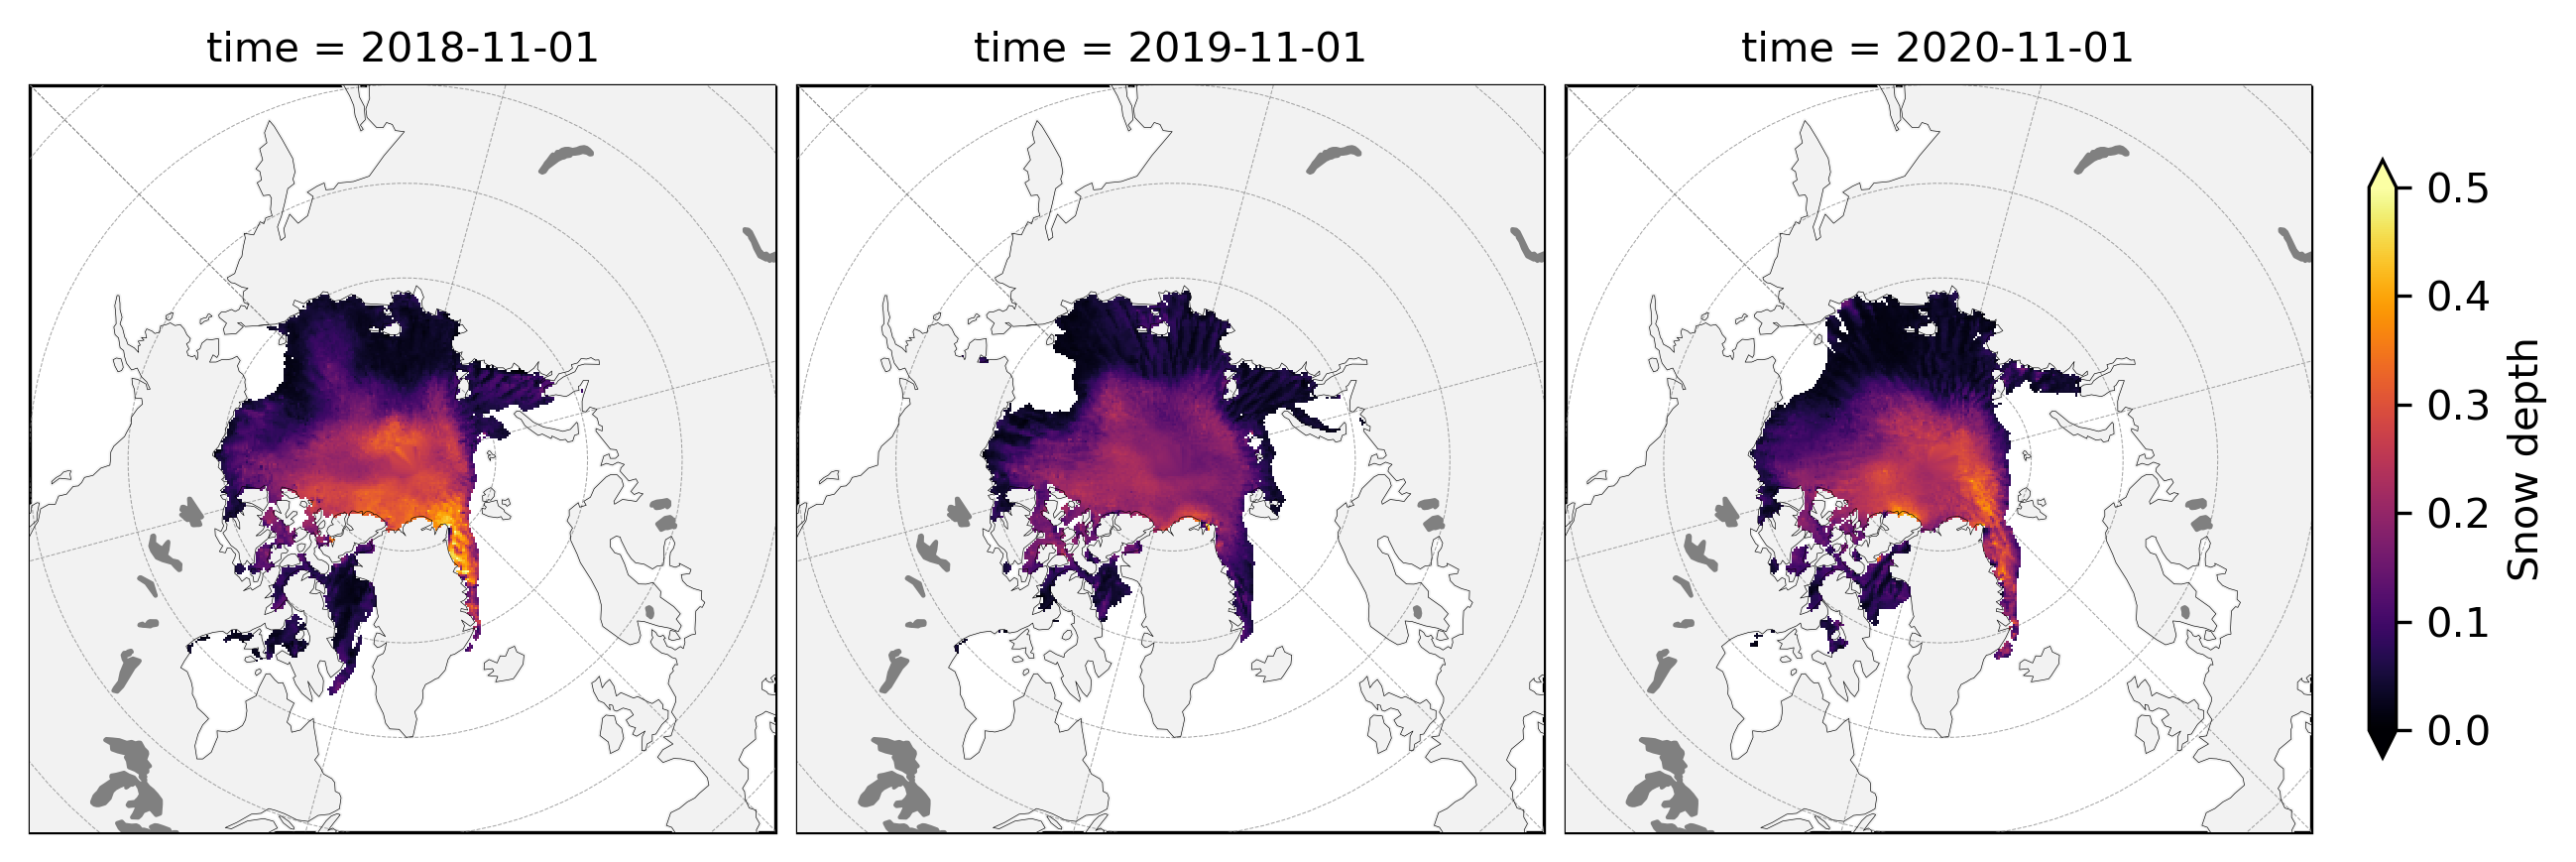 time = 2018-11-01
time = 2019-11-01
time = 2020-11-01
0.5
0.4
0.3
0.2
0.1
0.0
Snow depth